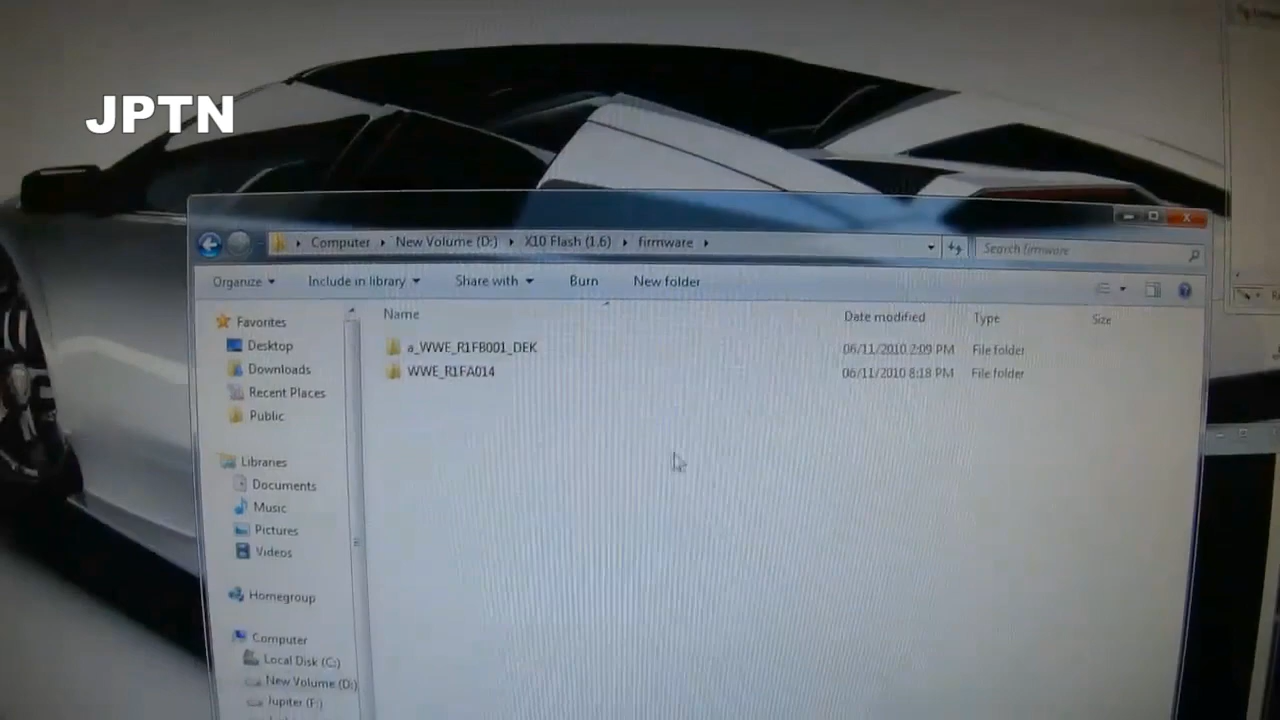 JPTN
Computer New Volume (D:) X10 Flash (1.6) firmware Search firmware
Organize Include in library Share with Burn New folder
Name Date modified Type Size
a_WWE_R1FB001_DEK 06/11/2010 2:09 PM File folder
WWE_R1FA014 06/11/2010 8:18 PM File folder
Favorites
Desktop
Downloads
Recent Places
Public
Libraries
Documents
Music
Pictures
Videos
Homegroup
Computer
Local Disk (C:)
New Volume (D:)
Jupiter (F:)